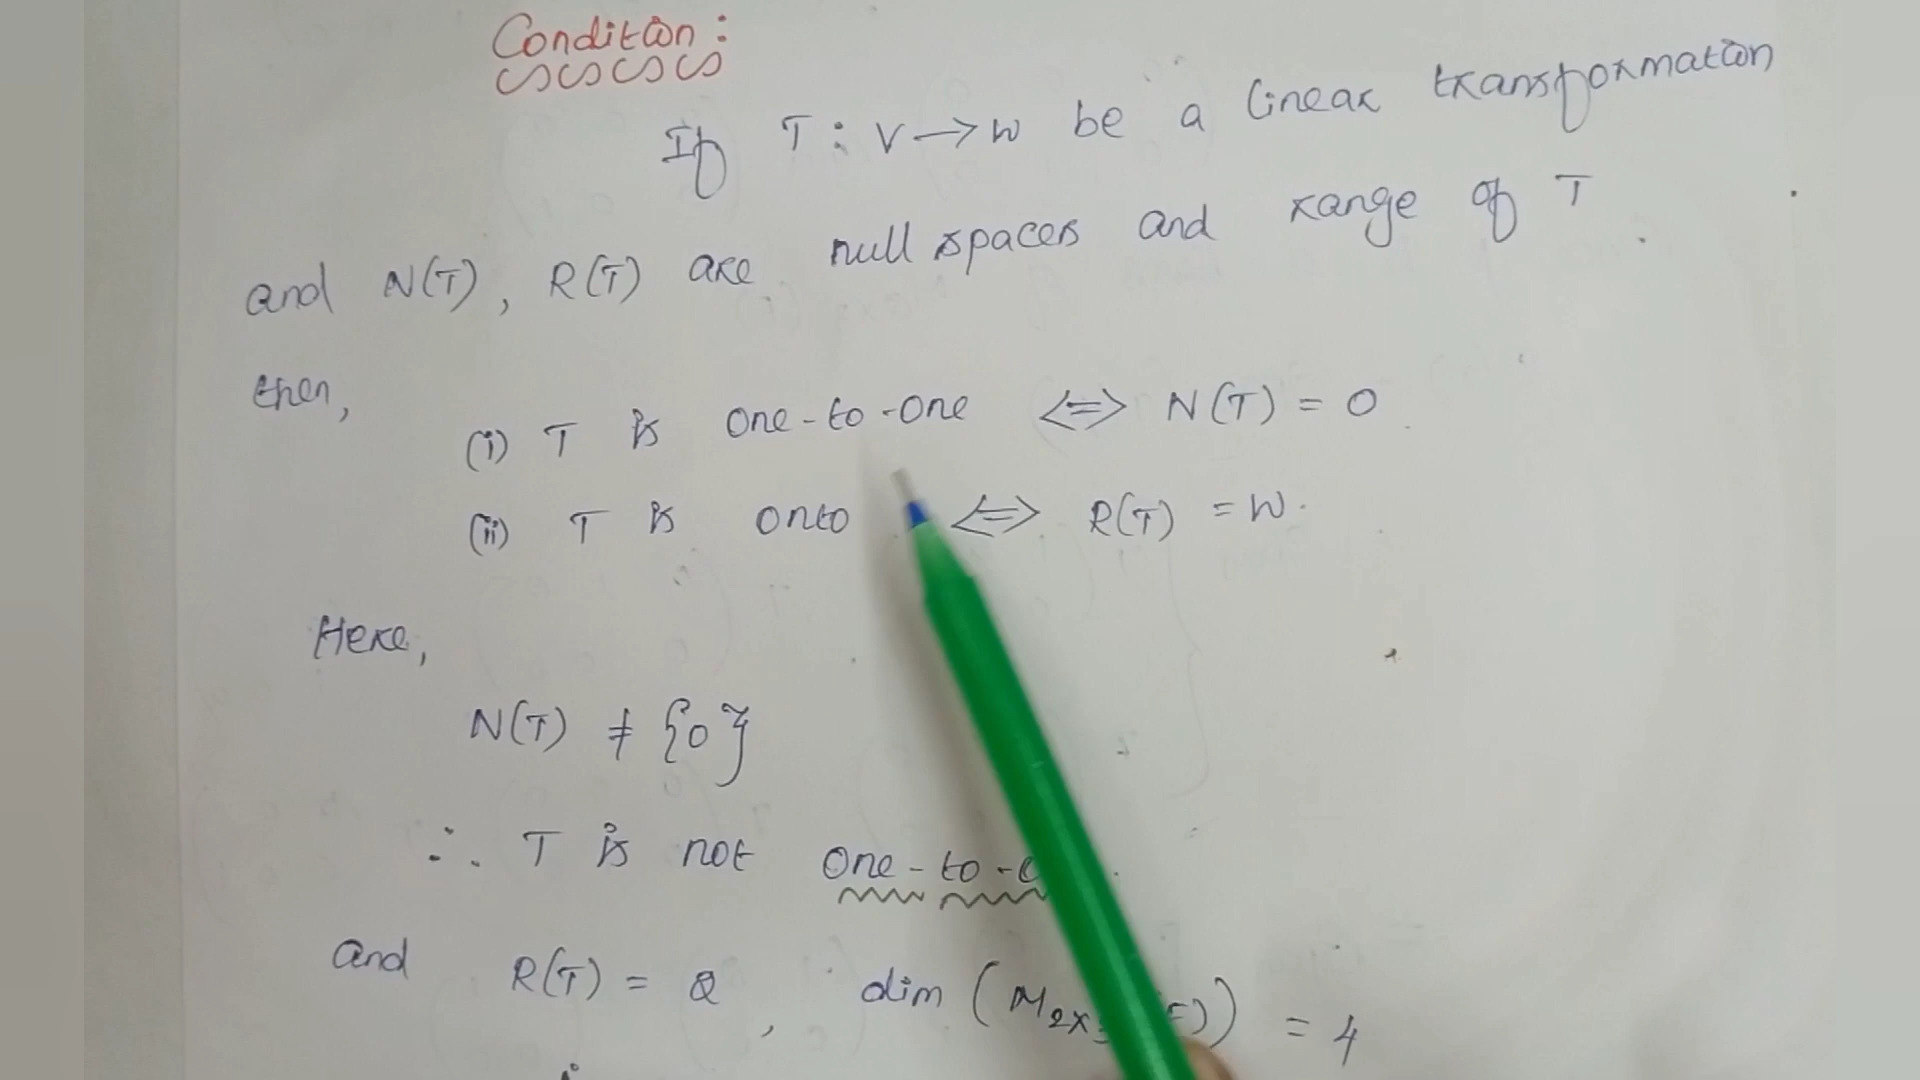 Condition:
If T : V → W be a linear transformation
and N(T), R(T) are null spaces and range of T
then,
(i) T is one-to-one <=> N(T) = 0
(ii) T is onto <=> R(T) = W.
Here,
N(T) ≠ {0}
∴ T is not one-to-
and R(T) = 2, dim (M2x = 4